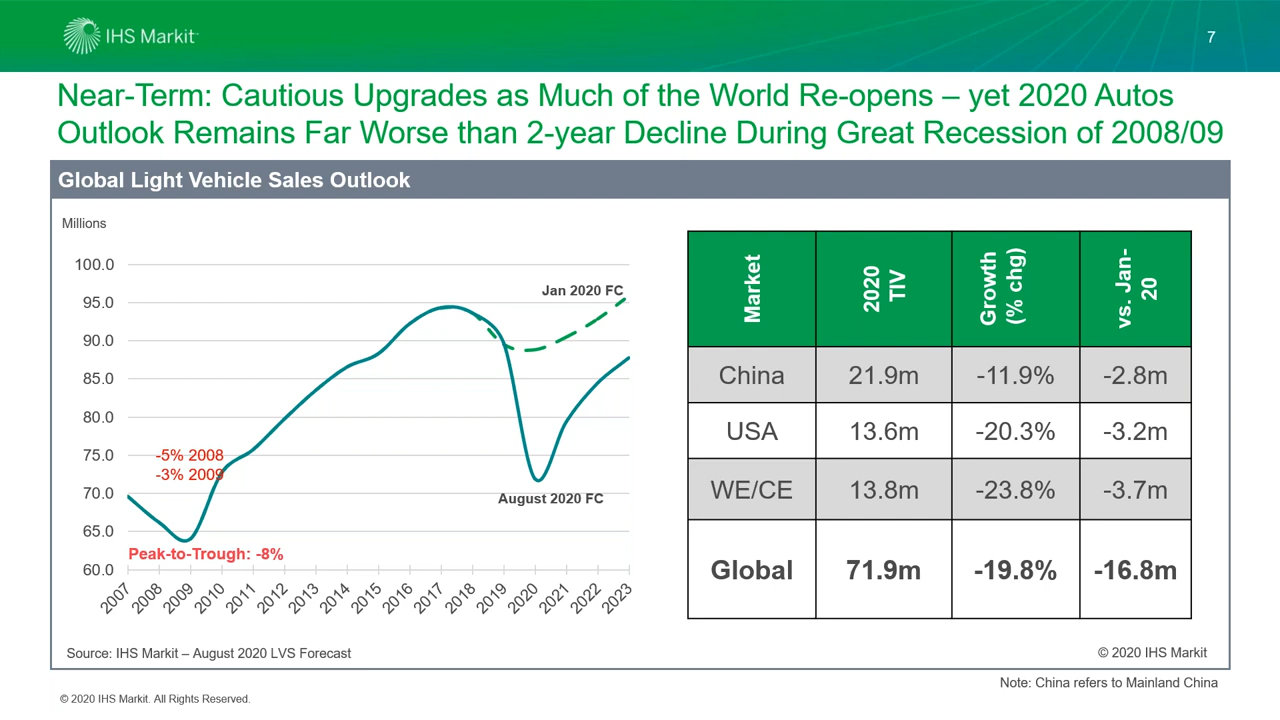 IHS Markit™
7
Near-Term: Cautious Upgrades as Much of the World Re-opens – yet 2020 Autos
Outlook Remains Far Worse than 2-year Decline During Great Recession of 2008/09
Global Light Vehicle Sales Outlook
Millions
100.0
95.0
90.0
85.0
80.0
75.0
70.0
65.0
60.0
Jan 2020 FC
-5% 2008
-3% 2009
August 2020 FC
Peak-to-Trough: -8%
2007 2008 2009 2010 2011 2012 2013 2014 2015 2016 2017 2018 2019 2020 2021 2022 2023
Market 2020 TIV Growth (% chg) vs. Jan-20
China 21.9m -11.9% -2.8m
USA 13.6m -20.3% -3.2m
WE/CE 13.8m -23.8% -3.7m
Global 71.9m -19.8% -16.8m
Source: IHS Markit – August 2020 LVS Forecast
© 2020 IHS Markit
Note: China refers to Mainland China
© 2020 IHS Markit. All Rights Reserved.